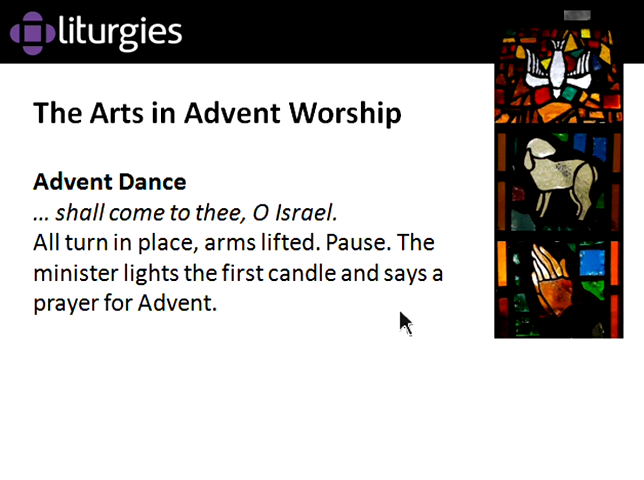 liturgies
The Arts in Advent Worship
Advent Dance
... shall come to thee, O Israel.
All turn in place, arms lifted. Pause. The
minister lights the first candle and says a
prayer for Advent.